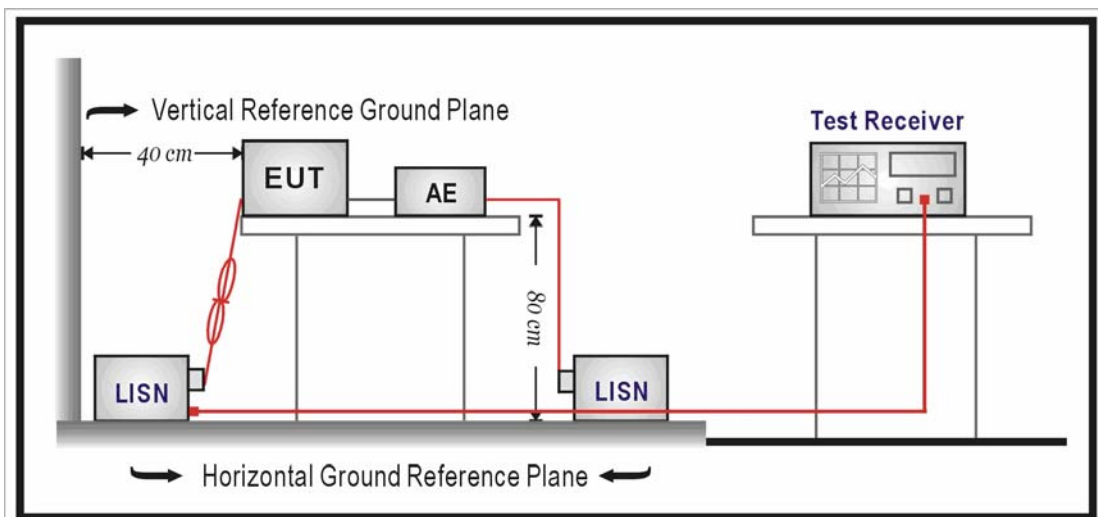 Vertical Reference Ground Plane
Test Receiver
40 cm
EUT
AE
80 cm
LISN
LISN
Horizontal Ground Reference Plane